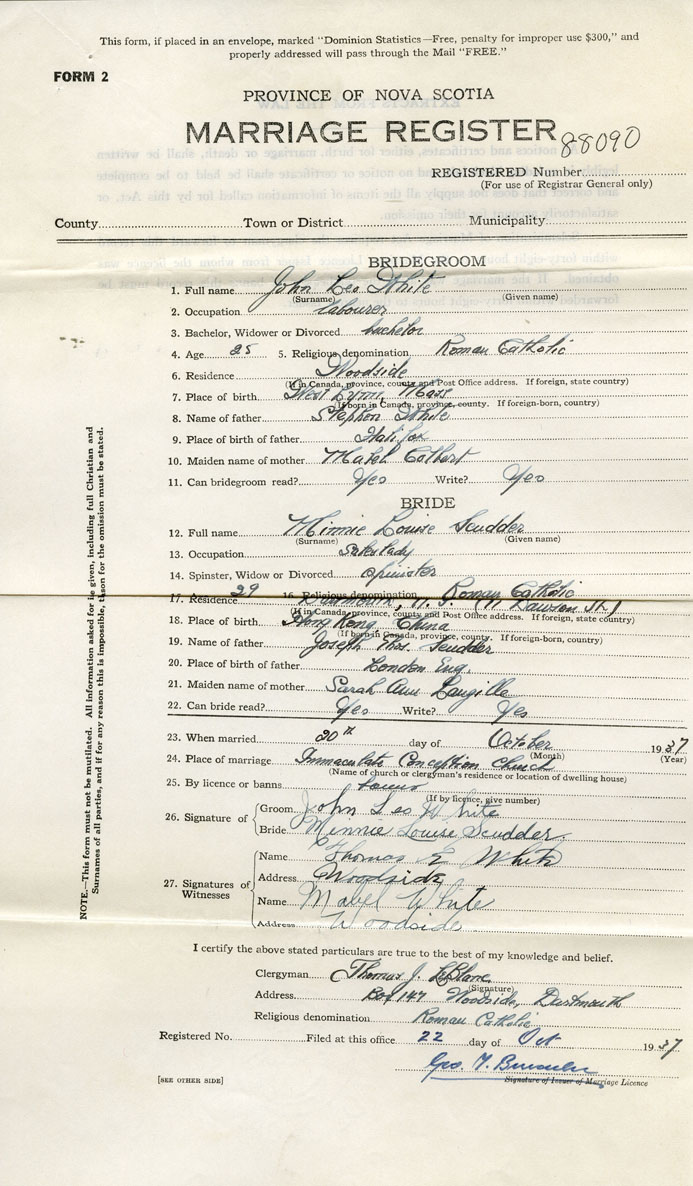 This form, if placed in an envelope, marked "Dominion Statistics—Free, penalty for improper use $300," and
properly addressed will pass through the Mail "FREE."
FORM 2
PROVINCE OF NOVA SCOTIA
MARRIAGE REGISTER
88090
REGISTERED Number
(For use of Registrar General only)
County Town or District Municipality
BRIDEGROOM
1. Full name John Leo White
(Surname) (Given name)
2. Occupation Labourer
3. Bachelor, Widower or Divorced bachelor
4. Age 25 5. Religious denomination Roman Catholic
6. Residence Woodside
(If in Canada, province, county and Post Office address. If foreign, state country)
7. Place of birth West Lynn, Mass
(If born in Canada, province, county. If foreign-born, country)
8. Name of father Stephen White
9. Place of birth of father Halifax
10. Maiden name of mother Mabel
11. Can bridegroom read? Yes Write? Yes
BRIDE
12. Full name Minnie Louise Scudder
(Surname) (Given name)
13. Occupation Saleslady
14. Spinster, Widow or Divorced Spinster
29 16. Religious denomination Roman Catholic
17. Residence Dartmouth, N. S. (71 Dawson St.)
(If in Canada, province, county and Post Office address. If foreign, state country)
18. Place of birth Hong Kong, China
(If born in Canada, province, county. If foreign-born, country)
19. Name of father Joseph Thos. Scudder
20. Place of birth of father London Eng.
21. Maiden name of mother Sarah Ann Langille
22. Can bride read? Yes Write? Yes
23. When married 20th day of October 1937
(Month) (Year)
24. Place of marriage Immaculate Conception Church
(Name of church or clergyman's residence or location of dwelling house)
25. By licence or banns banns
(If by licence, give number)
26. Signature of Groom John Leo White
Bride Minnie Louise Scudder
27. Signatures of Witnesses
Name Thomas E White
Address Woodside
Name Mabel White
Address Woodside
I certify the above stated particulars are true to the best of my knowledge and belief.
Clergyman Thomas J. LeBlanc
(Signature)
Address Box 147 Woodside, Dartmouth
Religious denomination Roman Catholic
Registered No. Filed at this office 22 day of Oct 1937
Geo. T.
Signature of Issuer of Marriage Licence
[SEE OTHER SIDE]
NOTE.—This form must not be mutilated. All information asked for be given, including full Christian and
Surnames of all parties, and if for any reason this is impossible, reason for the omission must be stated.